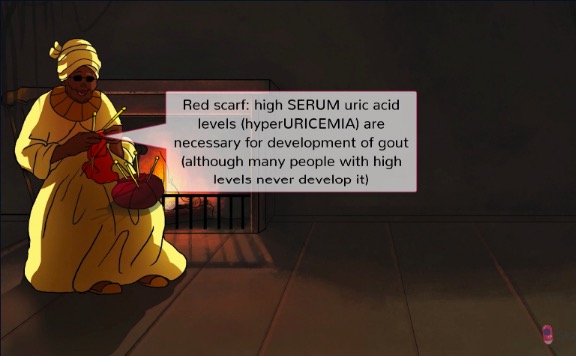 Red scarf: high SERUM uric acid
levels (hyperURICEMIA) are
necessary for development of gout
(although many people with high
levels never develop it)